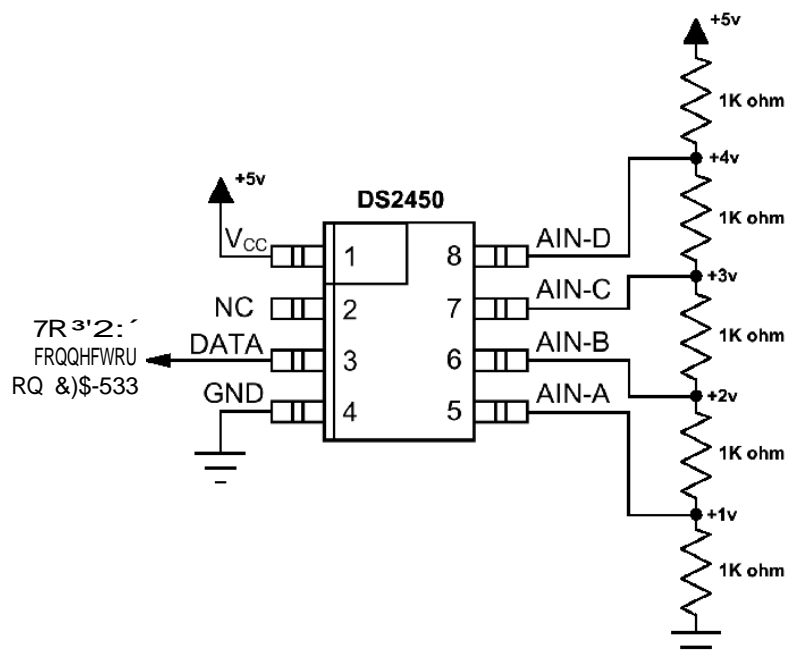 +5v
1K ohm
+4v
+5v
DS2450
1K ohm
VCC
1
8
AIN-D
+3v
NC
2
7
AIN-C
1K ohm
7R ³'2:´
FRQQHFWRU
RQ &)$-533
DATA
3
6
AIN-B
+2v
GND
4
5
AIN-A
1K ohm
+1v
1K ohm